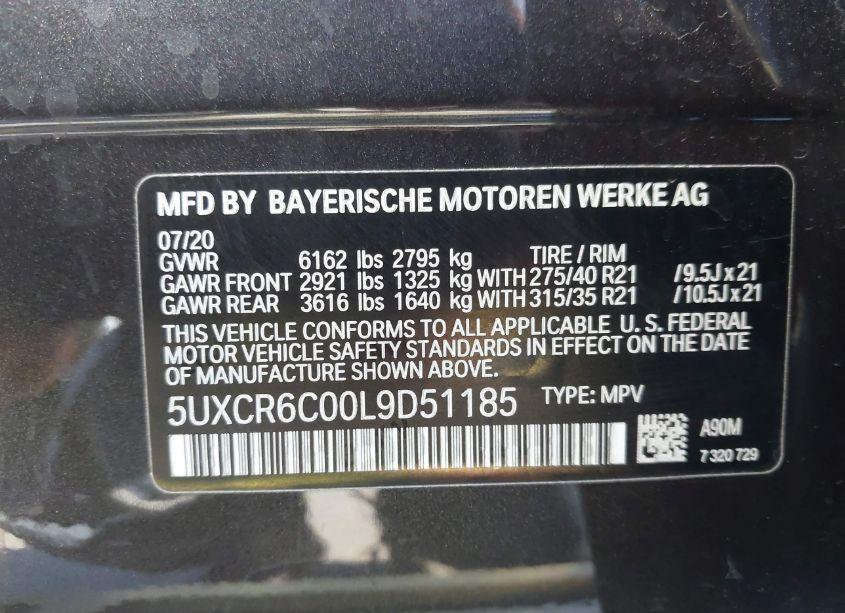 MFD BY BAYERISCHE MOTOREN WERKE AG
07/20
GVWR 6162 lbs 2795 kg TIRE / RIM
GAWR FRONT 2921 lbs 1325 kg WITH 275/40 R21 /9.5J x 21
GAWR REAR 3616 lbs 1640 kg WITH 315/35 R21 /10.5J x 21
THIS VEHICLE CONFORMS TO ALL APPLICABLE U. S. FEDERAL
MOTOR VEHICLE SAFETY STANDARDS IN EFFECT ON THE DATE
OF MANUFACTURE SHOWN ABOVE.
5UXCR6C00L9D51185 TYPE: MPV
A90M
7 320 729